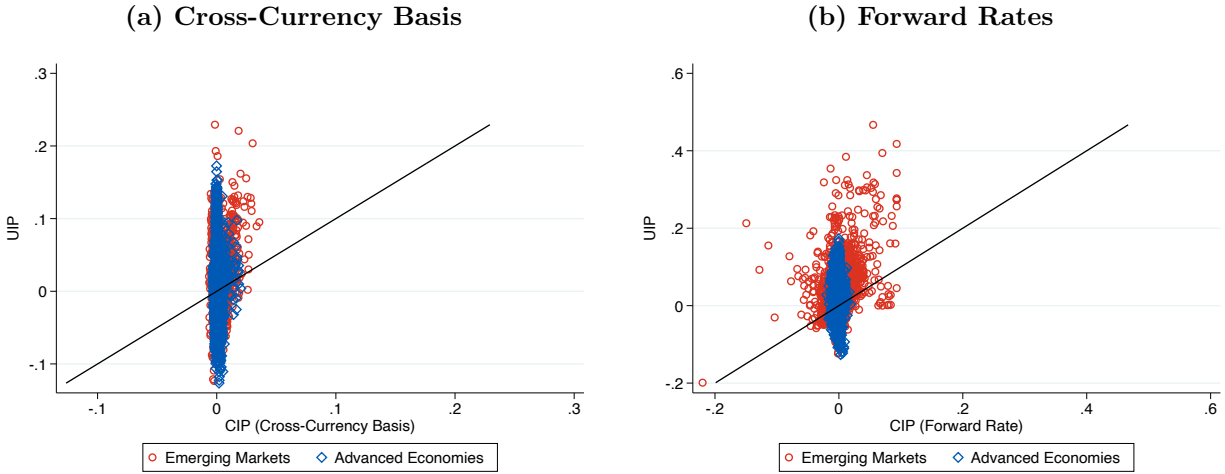 (a) Cross-Currency Basis
.3
.2
.1
0
-.1
UIP
-.1
0
.1
.2
.3
CIP (Cross-Currency Basis)
Emerging Markets
Advanced Economies
(b) Forward Rates
.6
.4
.2
0
-.2
UIP
-.2
0
.2
.4
.6
CIP (Forward Rate)
Emerging Markets
Advanced Economies